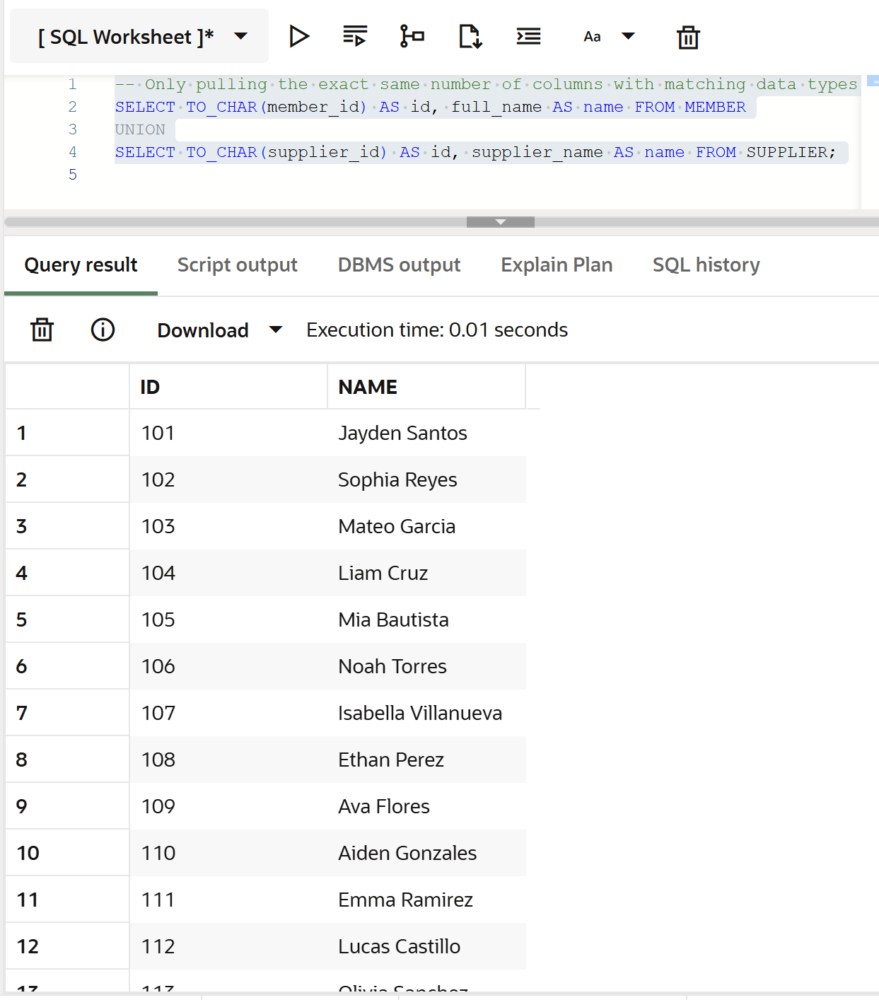 [ SQL Worksheet ]*
Aa
1 -- Only pulling the exact same number of columns with matching data types
2 SELECT TO_CHAR(member_id) AS id, full_name AS name FROM MEMBER
3 UNION
4 SELECT TO_CHAR(supplier_id) AS id, supplier_name AS name FROM SUPPLIER;
5
Query result Script output DBMS output Explain Plan SQL history
Download Execution time: 0.01 seconds
ID NAME
1 101 Jayden Santos
2 102 Sophia Reyes
3 103 Mateo Garcia
4 104 Liam Cruz
5 105 Mia Bautista
6 106 Noah Torres
7 107 Isabella Villanueva
8 108 Ethan Perez
9 109 Ava Flores
10 110 Aiden Gonzales
11 111 Emma Ramirez
12 112 Lucas Castillo
13 113 Olivia Sanchez